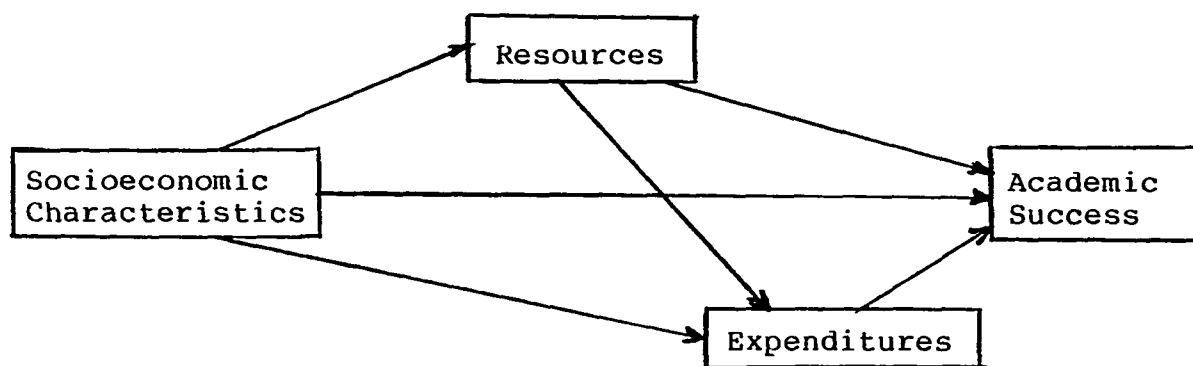 Resources
Socioeconomic
Characteristics
Academic
Success
Expenditures